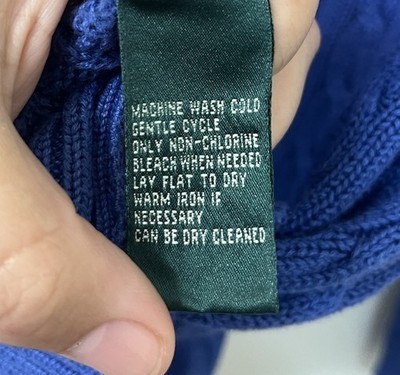 MACHINE WASH COLD
GENTLE CYCLE
ONLY NON-CHLORINE
BLEACH WHEN NEEDED
LAY FLAT TO DRY
WARM IRON IF
NECESSARY
CAN BE DRY CLEANED